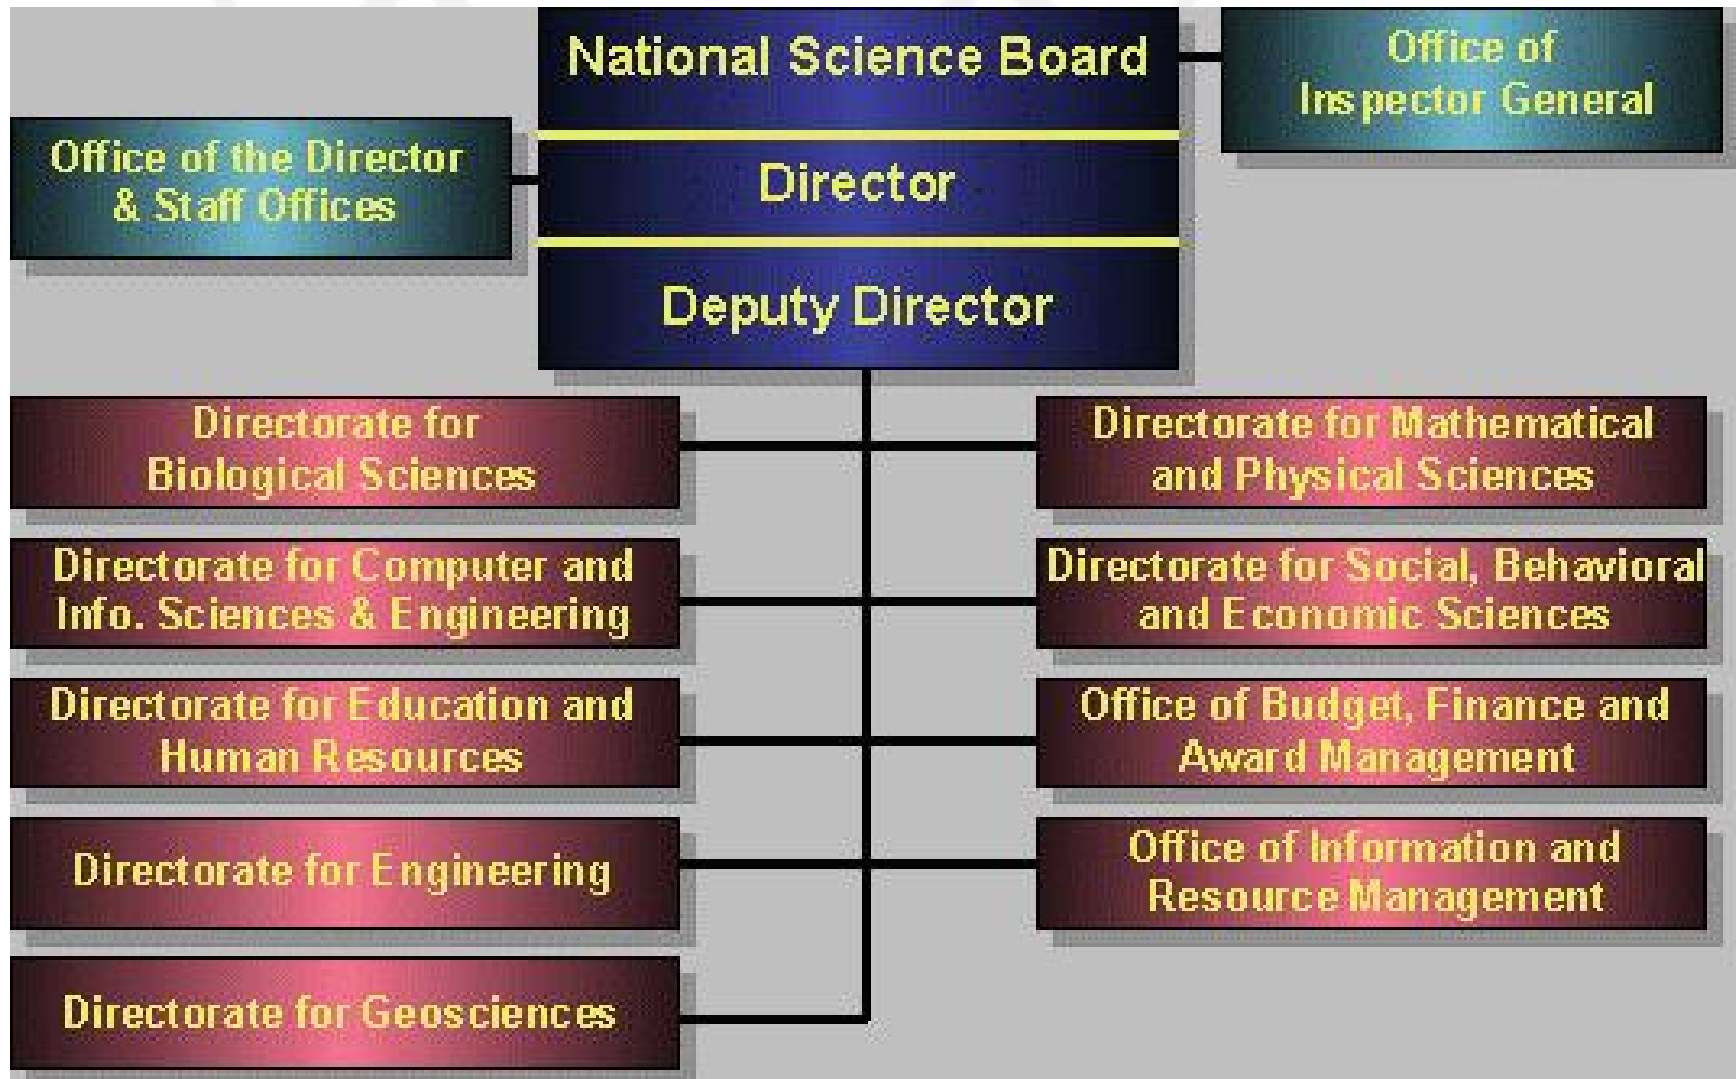 National Science Board
Office of
Inspector General
Office of the Director
& Staff Offices
Director
Deputy Director
Directorate for
Biological Sciences
Directorate for Mathematical
and Physical Sciences
Directorate for Computer and
Info. Sciences & Engineering
Directorate for Social, Behavioral
and Economic Sciences
Directorate for Education and
Human Resources
Office of Budget, Finance and
Award Management
Directorate for Engineering
Office of Information and
Resource Management
Directorate for Geosciences